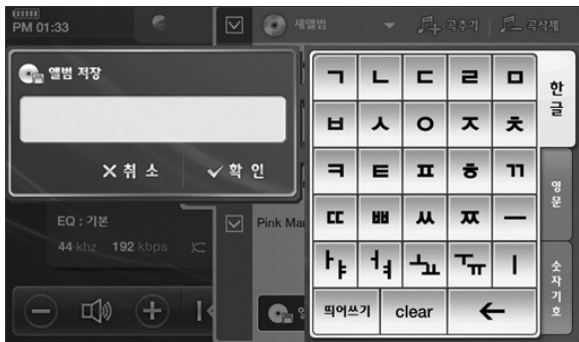 PM 01:33
새앨범
곡추가
곡삭제
앨범 저장
취 소
확 인
EQ : 기본
44 khz 192 kbps
Pink Ma
ㄱ ㄴ ㄷ ㄹ ㅁ
ㅂ ㅅ ㅇ ㅈ ㅊ
ㅋ ㅌ ㅍ ㅎ ㄲ
ㄸ ㅃ ㅆ ㅉ ㅡ
ㅏㅑ ㅓㅕ ㅗㅛ ㅜㅠ ㅣ
띄어쓰기 clear ←
한글
영문
숫자기호